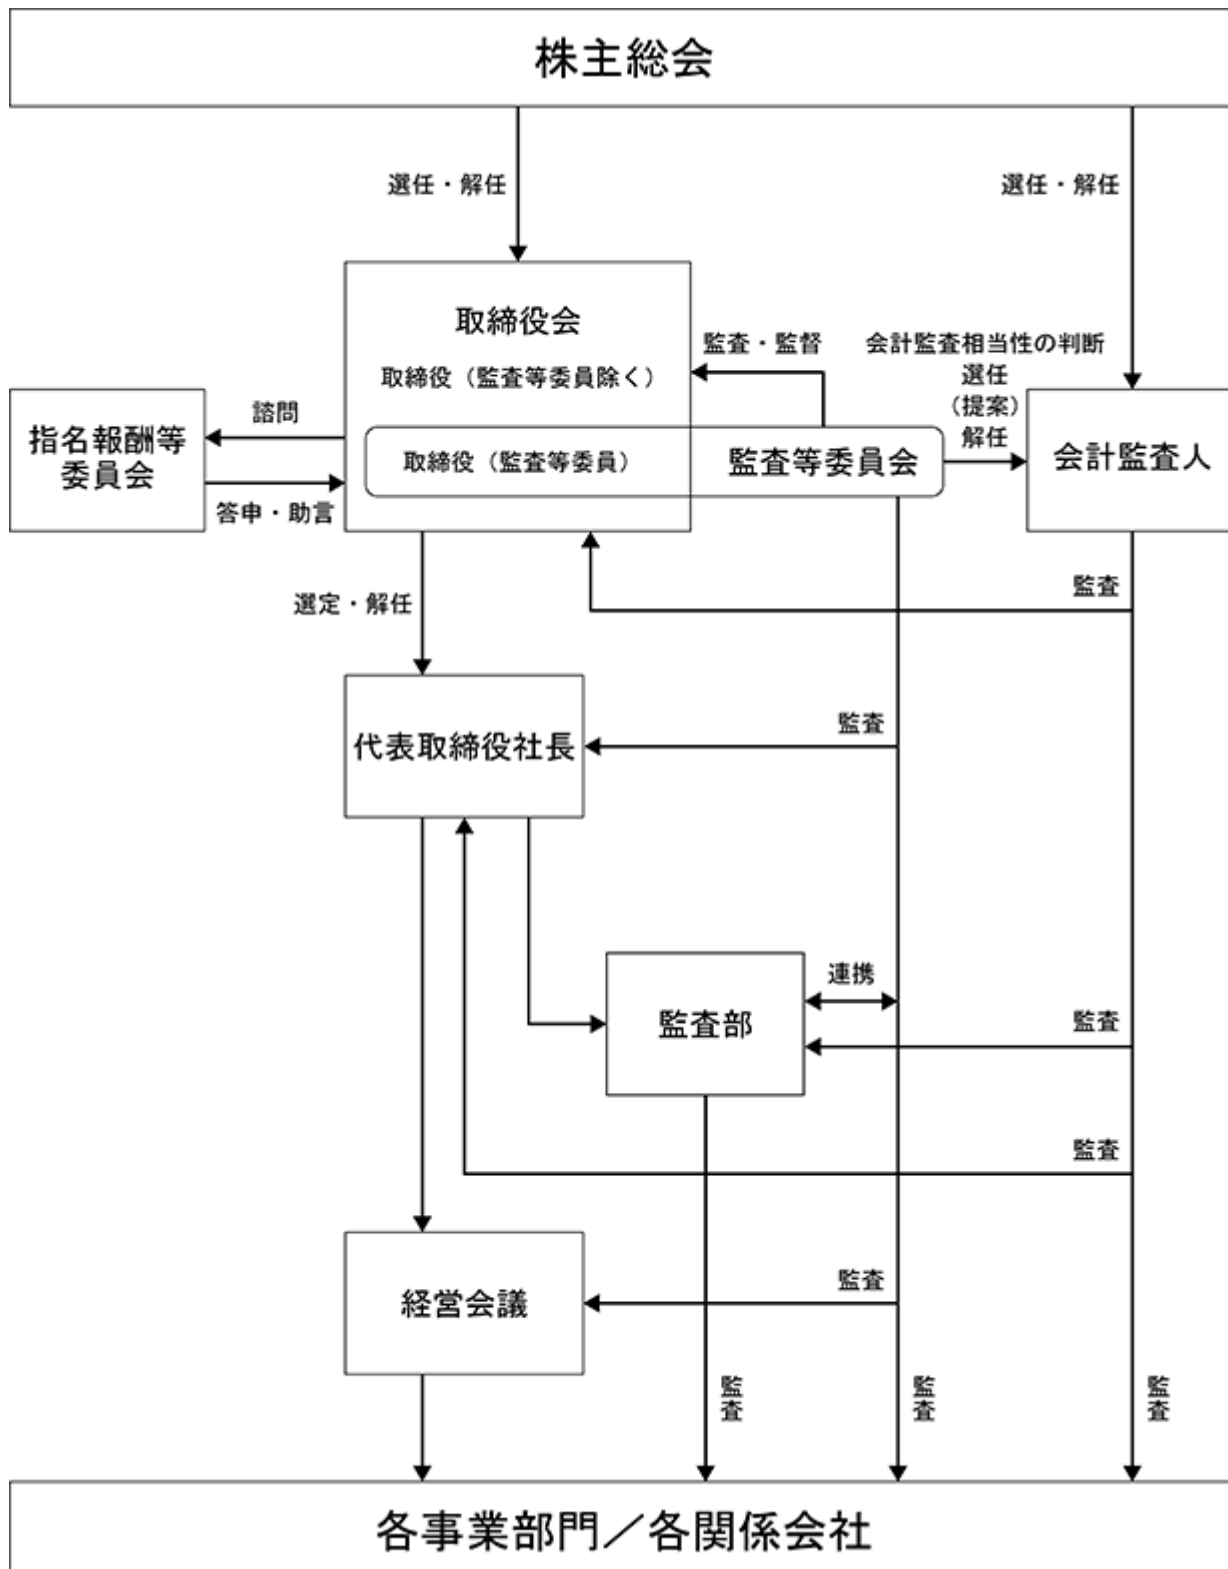 株主総会
選任・解任
選任・解任
取締役会
取締役（監査等委員除く）
監査・監督
会計監査相当性の判断
選任
（提案）
解任
指名報酬等
委員会
諮問
答申・助言
取締役（監査等委員）
監査等委員会
会計監査人
選定・解任
監査
代表取締役社長
監査
監査部
連携
監査
監査
経営会議
監査
監査
監査
監査
各事業部門／各関係会社